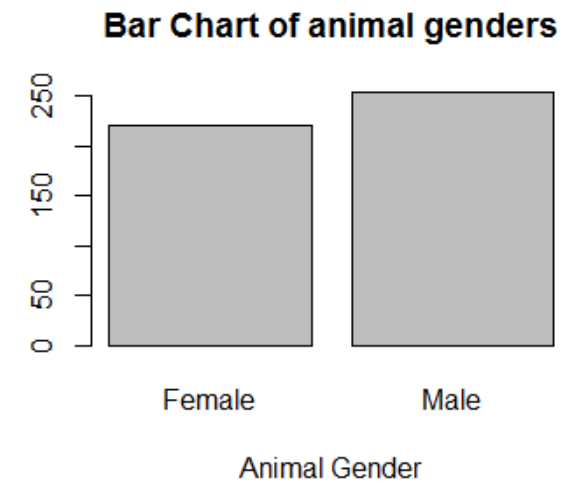 Bar Chart of animal genders
250
150
50
0
Female Male
Animal Gender